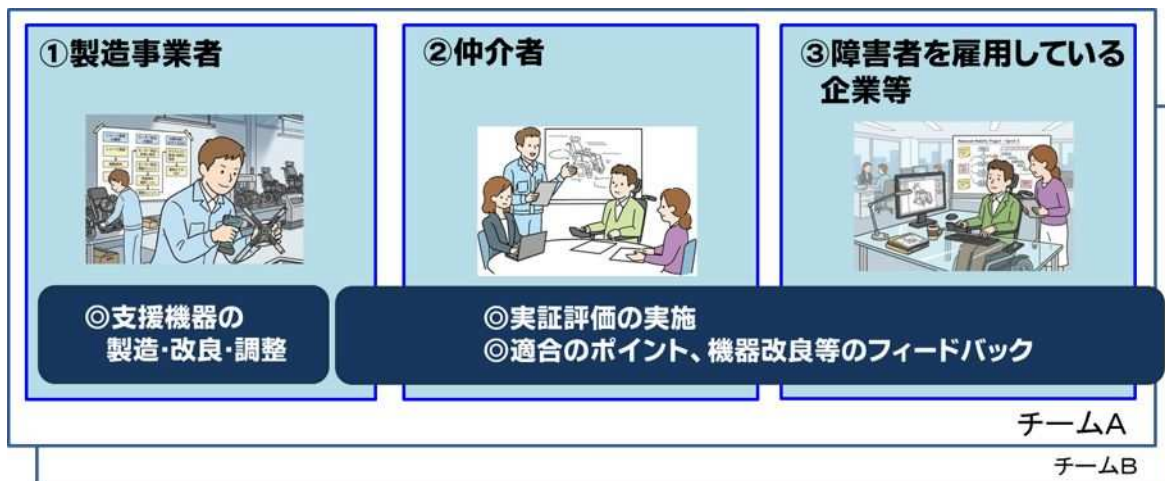 ①製造事業者
②仲介者
③障害者を雇用している
企業等
◎支援機器の
製造・改良・調整
◎実証評価の実施
◎適合のポイント、機器改良等のフィードバック
チームA
チームB